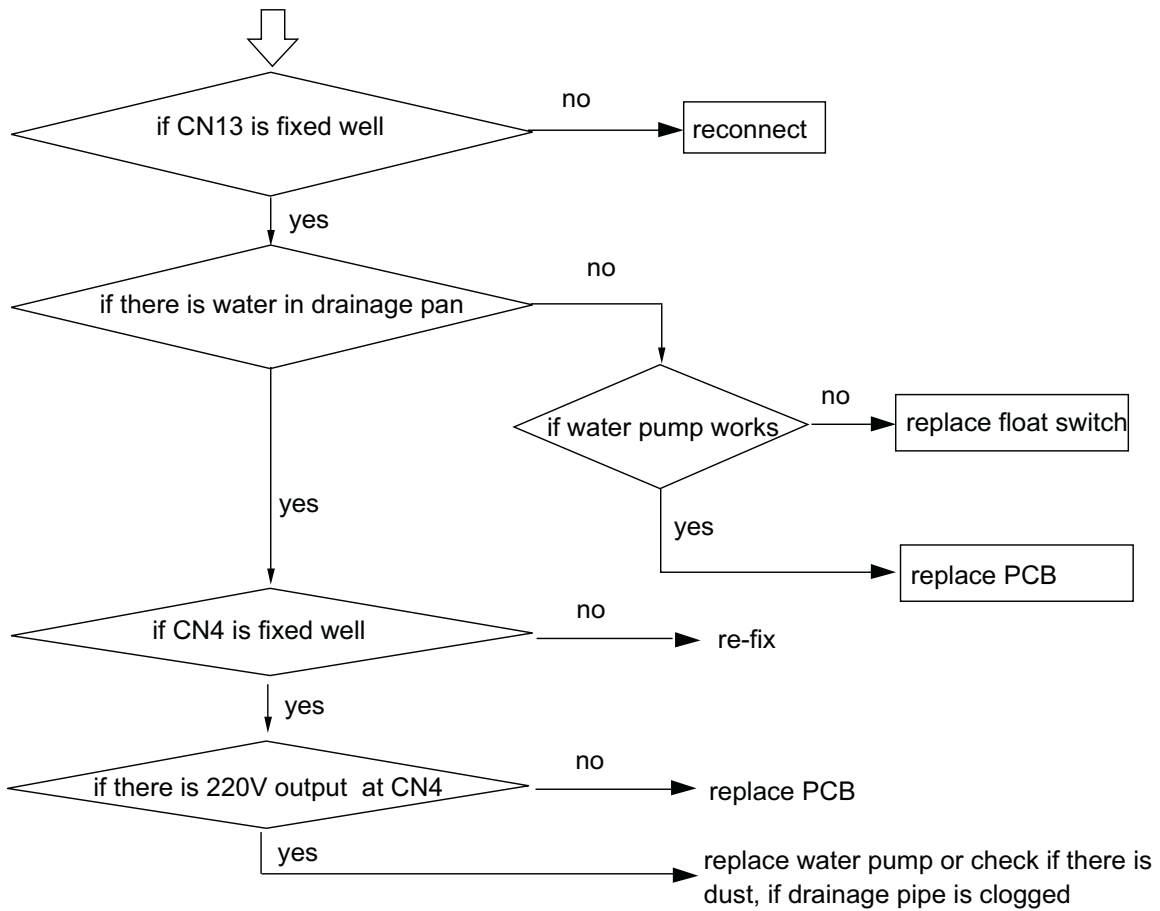 if CN13 is fixed well
no
reconnect
yes
if there is water in drainage pan
no
if water pump works
no
replace float switch
yes
replace PCB
yes
if CN4 is fixed well
no
re-fix
yes
if there is 220V output at CN4
no
replace PCB
yes
replace water pump or check if there is
dust, if drainage pipe is clogged